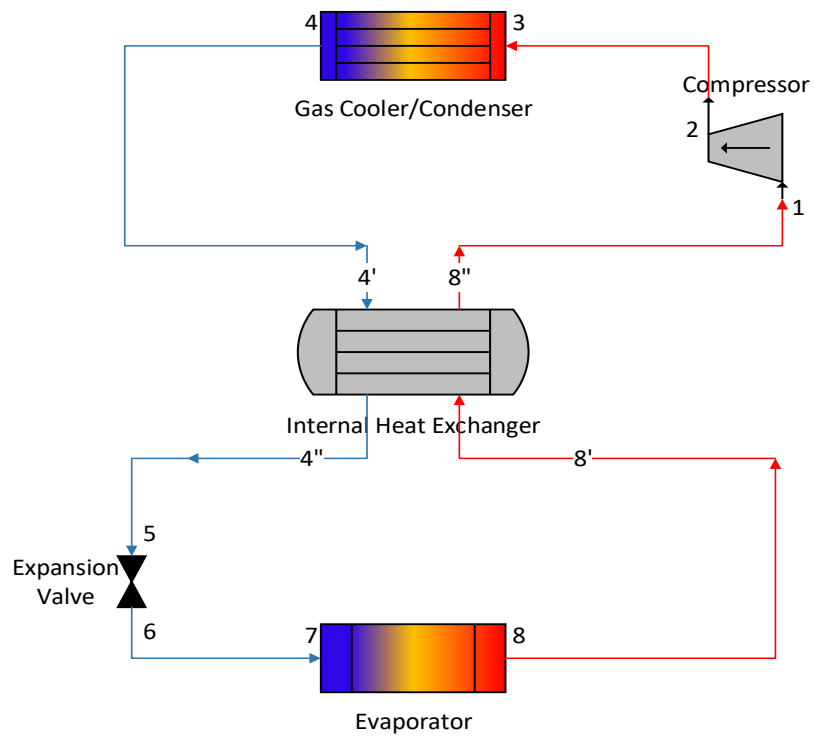 4
3
Gas Cooler/Condenser
Compressor
2
1
4'
8"
Internal Heat Exchanger
4"
8'
5
Expansion
Valve
6
7
8
Evaporator